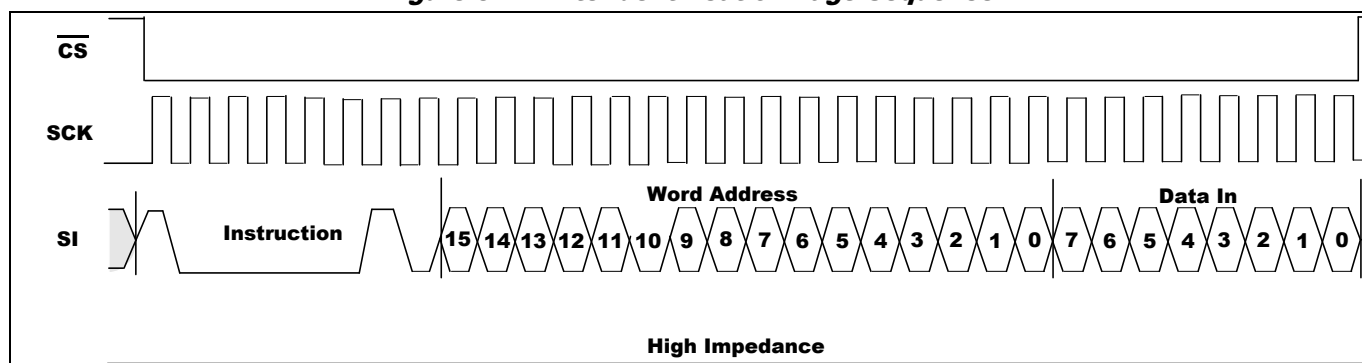 CS
SCK
Word Address
Data In
SI
Instruction
15 14 13 12 11 10 9 8 7 6 5 4 3 2 1 0 7 6 5 4 3 2 1 0
High Impedance